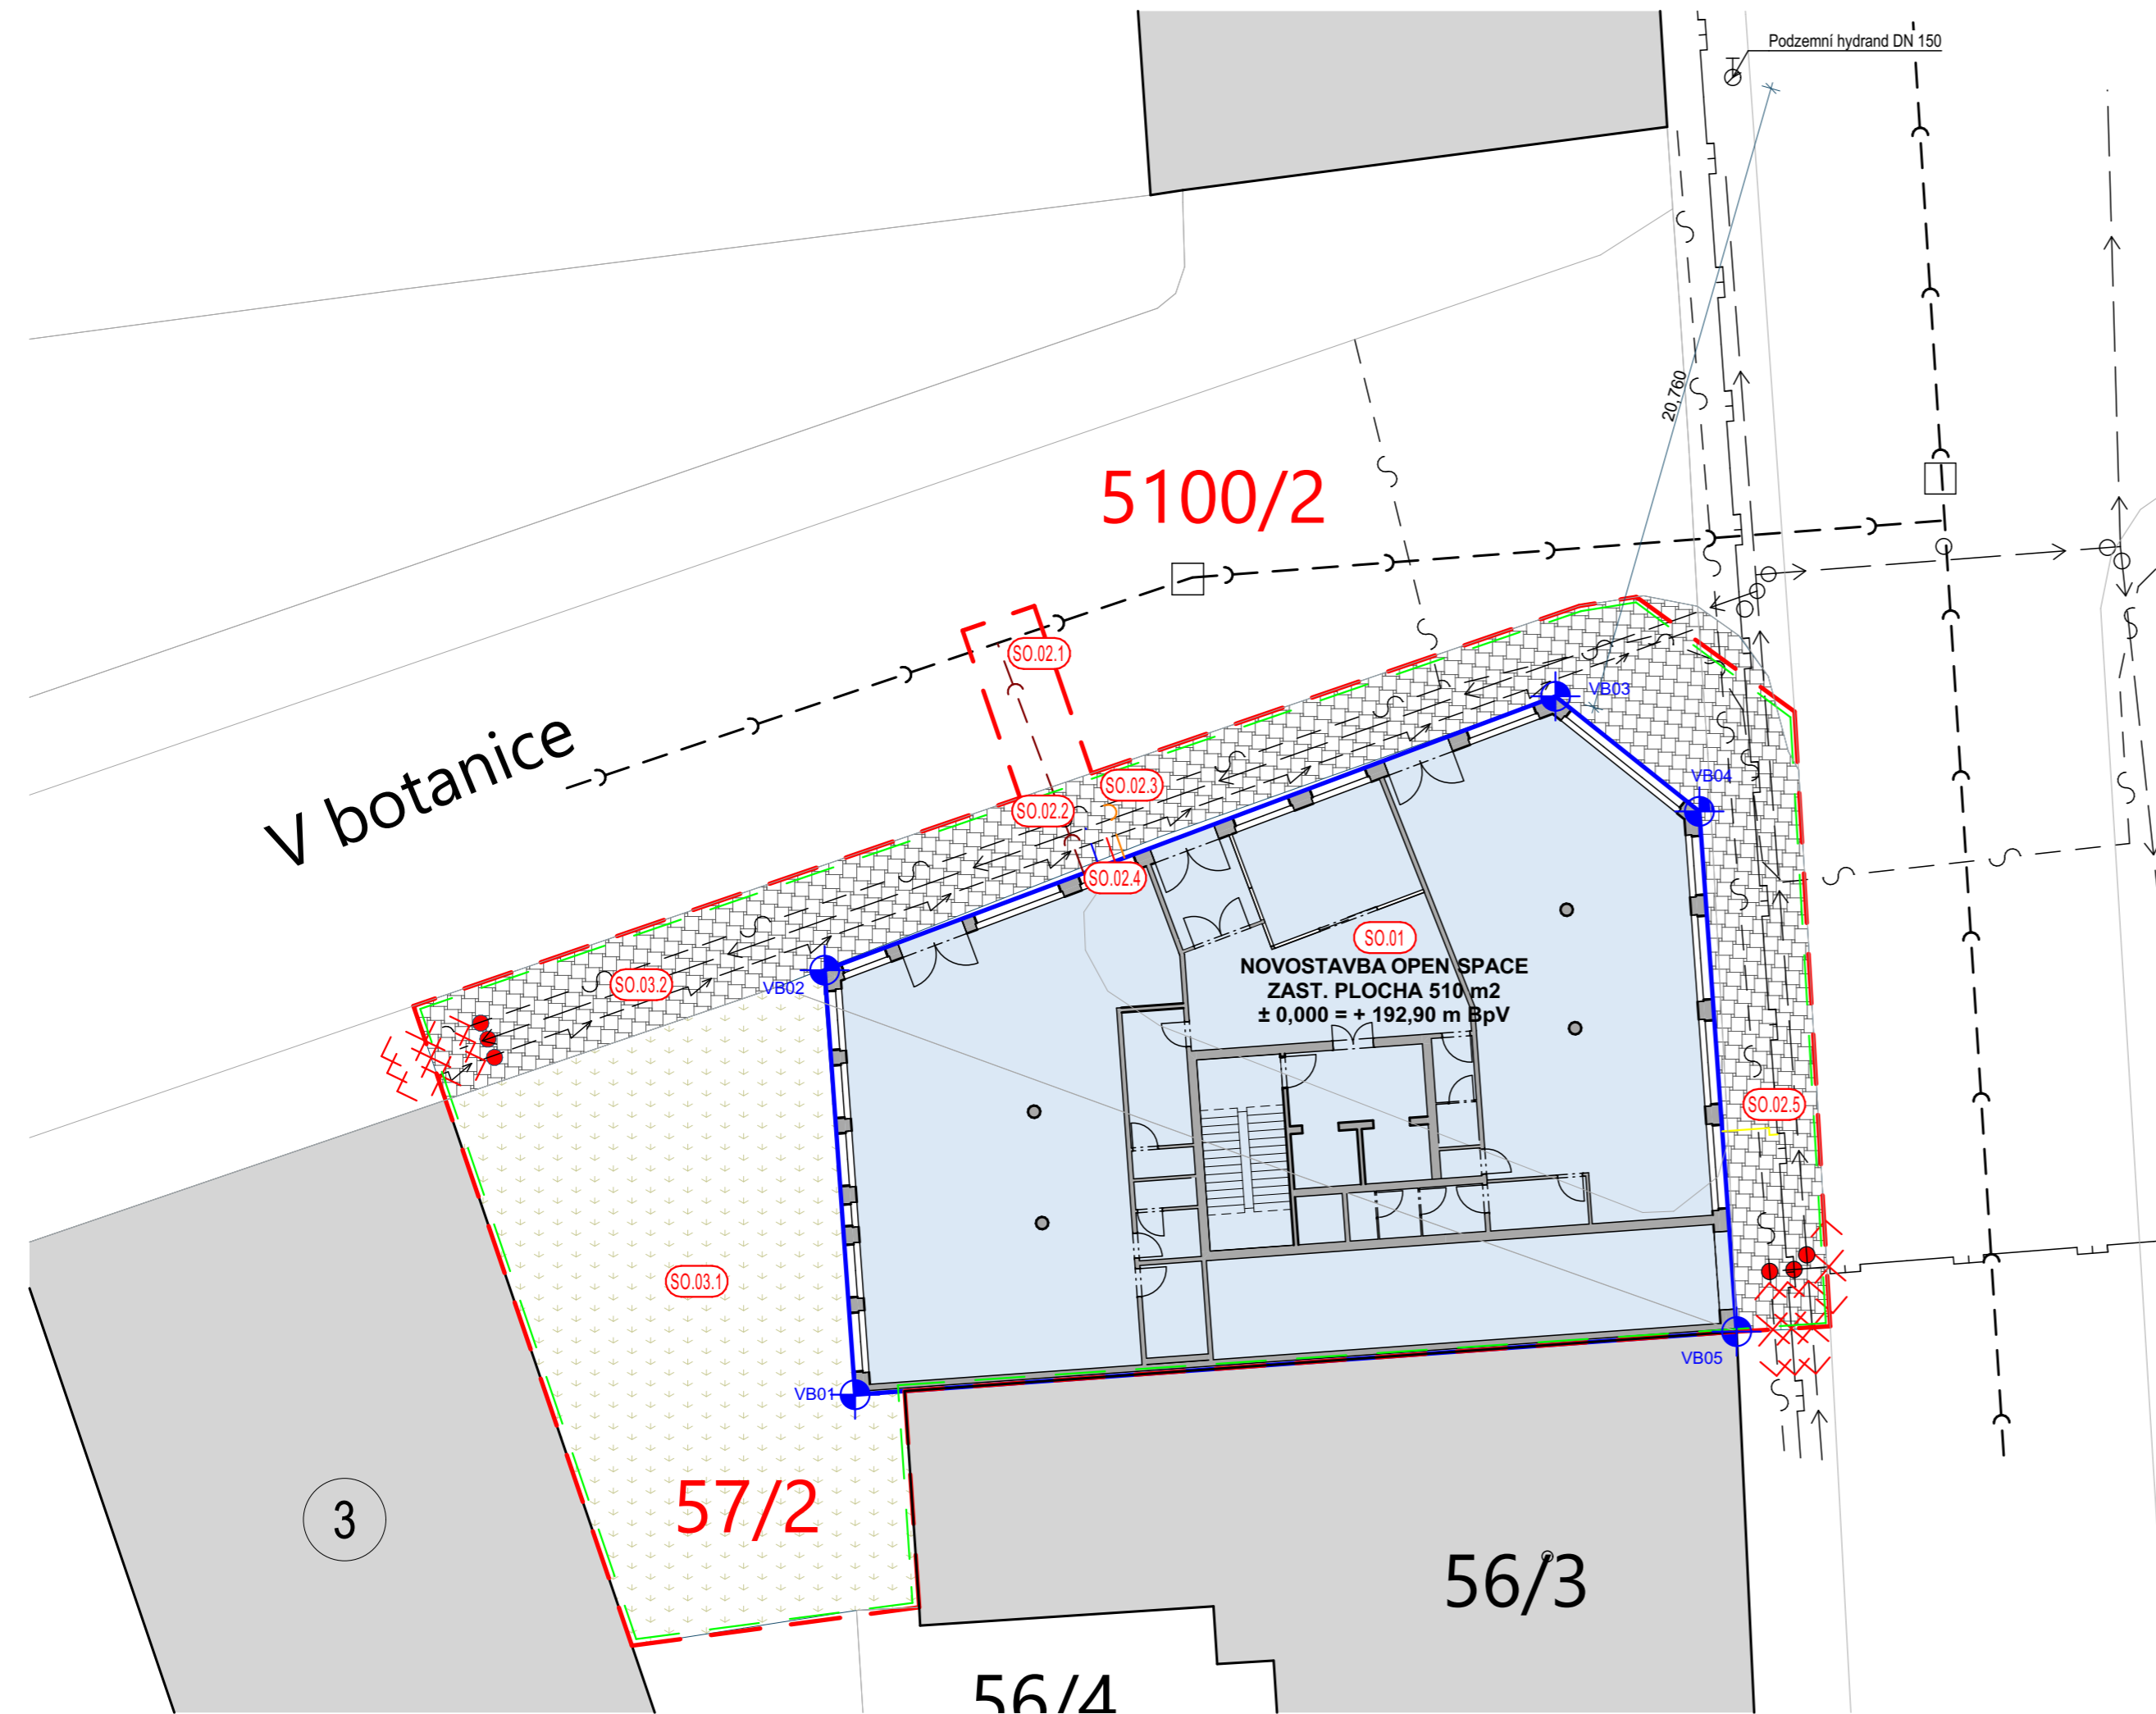 Podzemní hydrand DN 150
20,760
5100/2
SO.02.1
V botanice
VB03
SO.02.3
SO.02.2
VB04
SO.02.4
SO.01
NOVOSTAVBA OPEN SPACE
ZAST. PLOCHA 510 m2
± 0,000 = + 192,90 m BpV
SO.03.2
VB02
SO.02.5
SO.03.1
VB05
VB01
57/2
3
56/3
56/4